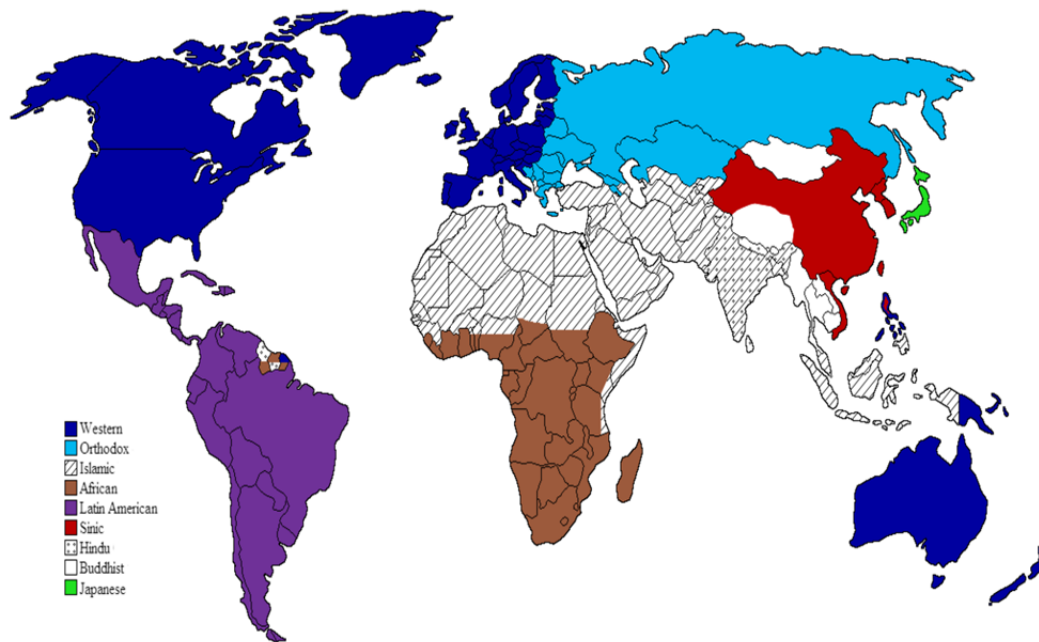 Western
Orthodox
Islamic
African
Latin American
Sinic
Hindu
Buddhist
Japanese